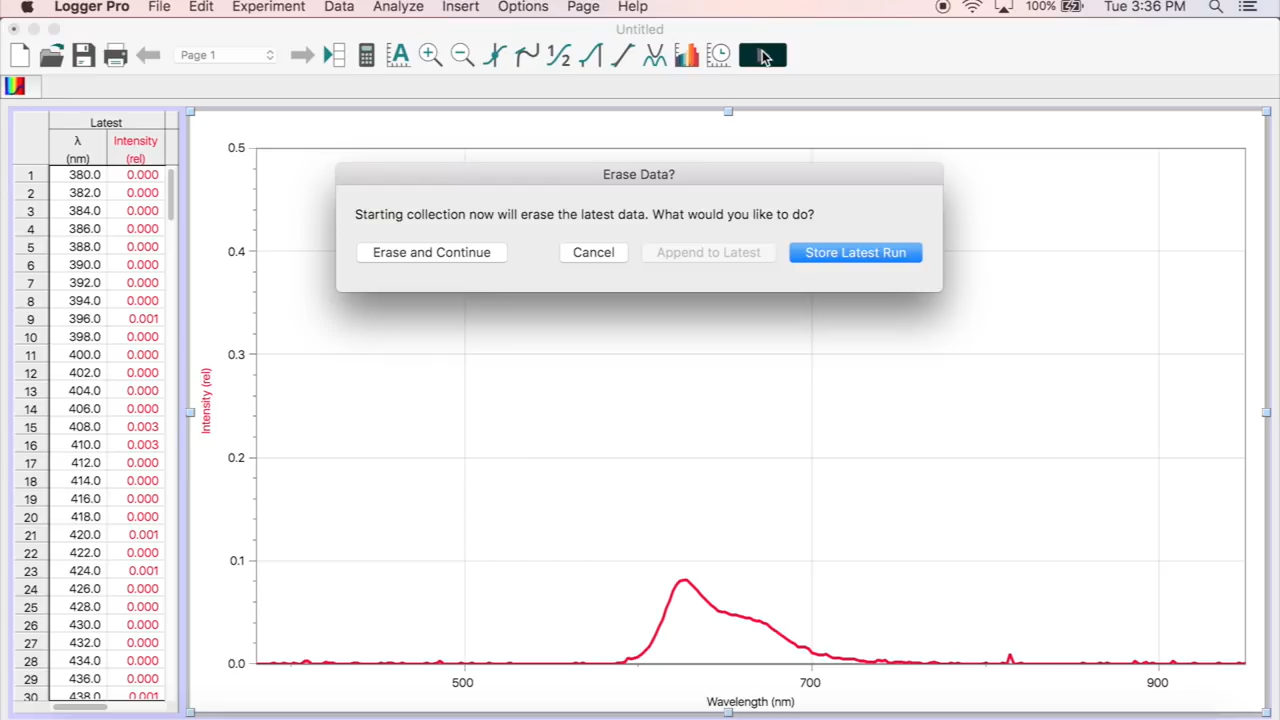 Logger Pro File Edit Experiment Data Analyze Insert Options Page Help 100% Tue 3:36 PM
Untitled
Page 1
Latest
λ Intensity
(nm) (rel)
1 380.0 0.000
2 382.0 0.000
3 384.0 0.000
4 386.0 0.000
5 388.0 0.000
6 390.0 0.000
7 392.0 0.000
8 394.0 0.000
9 396.0 0.001
10 398.0 0.000
11 400.0 0.000
12 402.0 0.000
13 404.0 0.000
14 406.0 0.000
15 408.0 0.003
16 410.0 0.003
17 412.0 0.000
18 414.0 0.000
19 416.0 0.000
20 418.0 0.000
21 420.0 0.001
22 422.0 0.000
23 424.0 0.001
24 426.0 0.000
25 428.0 0.000
26 430.0 0.000
27 432.0 0.000
28 434.0 0.000
29 436.0 0.000
30 438.0 0.001
Erase Data?
Starting collection now will erase the latest data. What would you like to do?
Erase and Continue Cancel Append to Latest Store Latest Run
0.5
0.4
0.3
0.2
0.1
0.0
Intensity (rel)
500 700 900
Wavelength (nm)